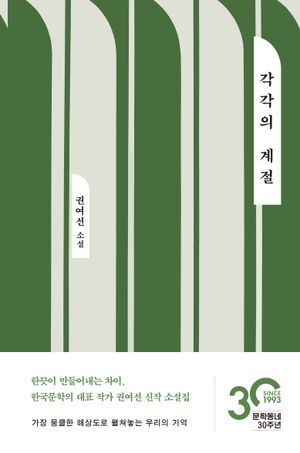 각각의 계절
권여선 소설
한끗이 만들어내는 차이,
한국문학의 대표 작가 권여선 신작 소설집
가장 뭉클한 해상도로 펼쳐놓는 우리의 기억
30
SINCE
1993
문학동네
30주년